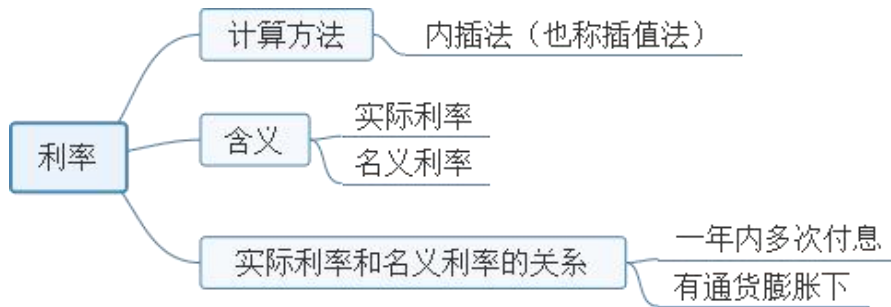 利率
计算方法
内插法（也称插值法）
含义
实际利率
名义利率
实际利率和名义利率的关系
一年内多次付息
有通货膨胀下